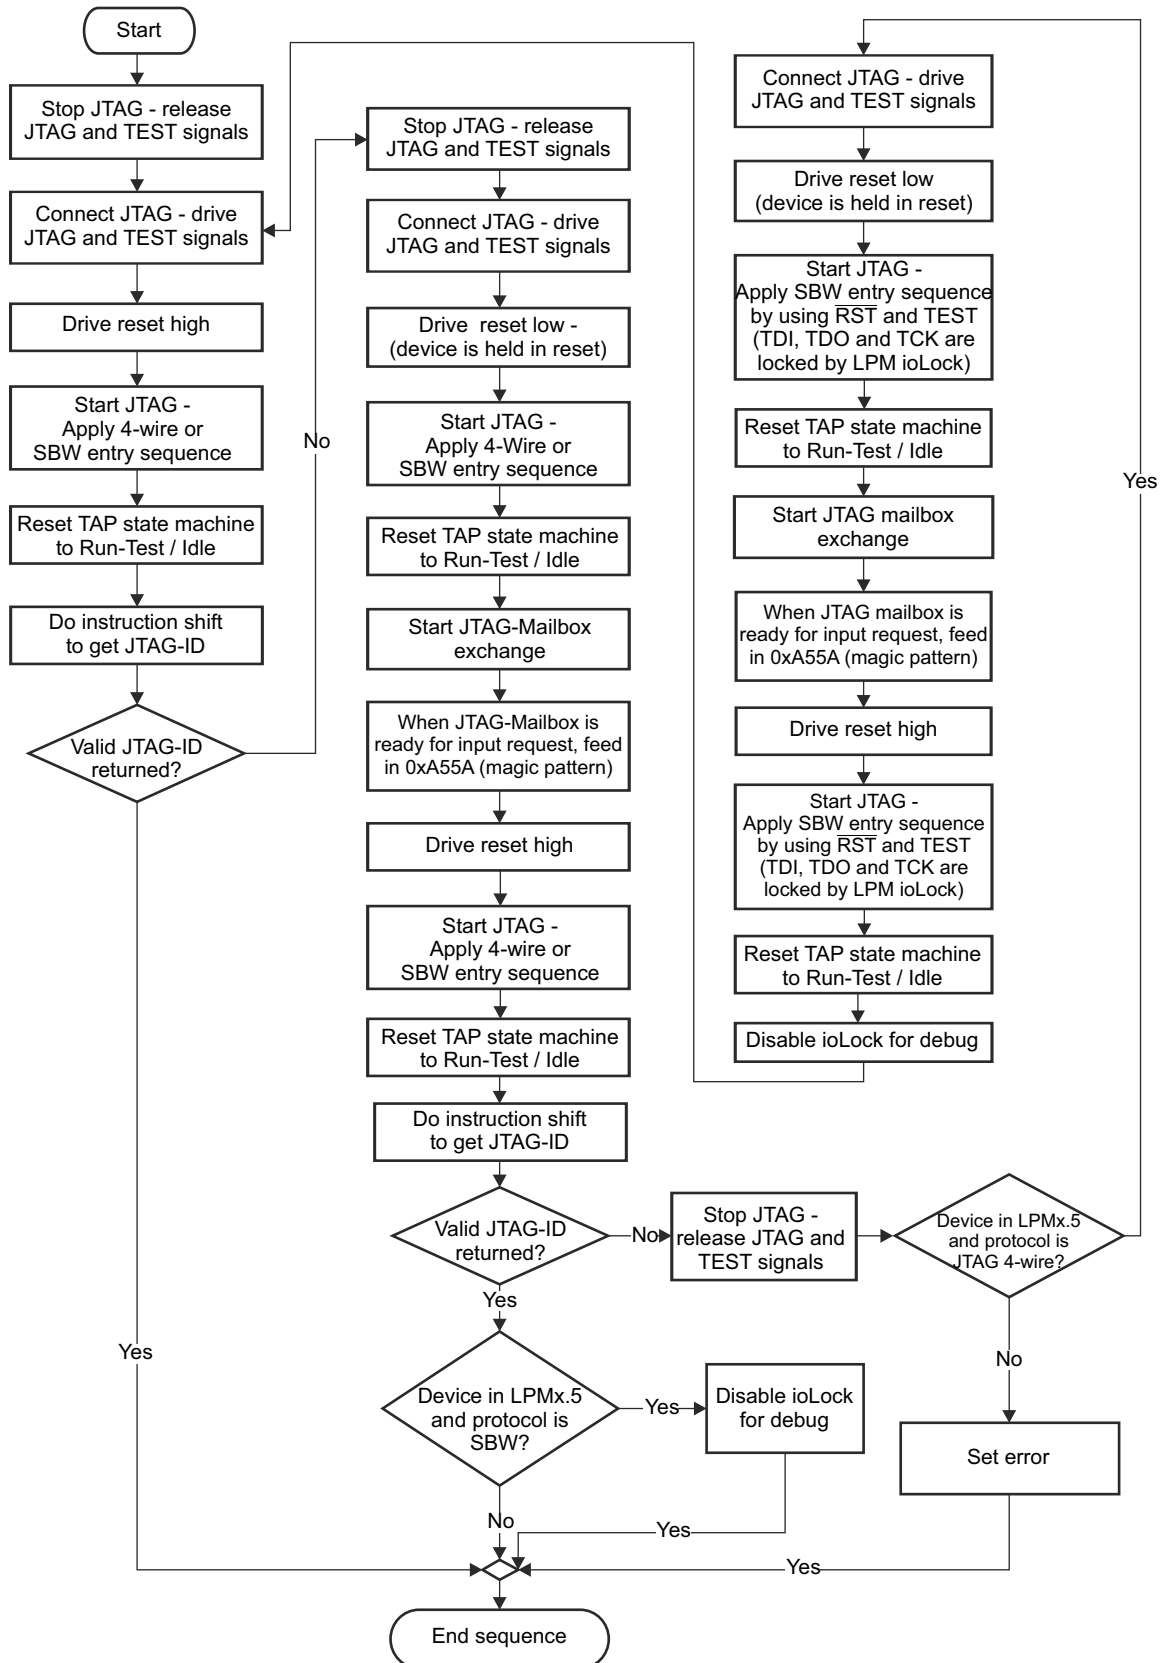 Start
Stop JTAG - release
JTAG and TEST signals
Connect JTAG - drive
JTAG and TEST signals
Drive reset high
Start JTAG -
Apply 4-wire or
SBW entry sequence
Reset TAP state machine
to Run-Test / Idle
Do instruction shift
to get JTAG-ID
Valid JTAG-ID
returned?
No
Yes
Stop JTAG - release
JTAG and TEST signals
Connect JTAG - drive
JTAG and TEST signals
Drive reset low -
(device is held in reset)
Start JTAG -
Apply 4-Wire or
SBW entry sequence
Reset TAP state machine
to Run-Test / Idle
Start JTAG-Mailbox
exchange
When JTAG-Mailbox is
ready for input request, feed
in 0xA55A (magic pattern)
Drive reset high
Start JTAG -
Apply 4-wire or
SBW entry sequence
Reset TAP state machine
to Run-Test / Idle
Do instruction shift
to get JTAG-ID
Valid JTAG-ID
returned?
No
Yes
Stop JTAG -
release JTAG and
TEST signals
Device in LPMx.5
and protocol is
JTAG 4-wire?
Yes
No
Connect JTAG - drive
JTAG and TEST signals
Drive reset low
(device is held in reset)
Start JTAG -
Apply SBW entry sequence
by using RST and TEST
(TDI, TDO and TCK are
locked by LPM ioLock)
Reset TAP state machine
to Run-Test / Idle
Start JTAG mailbox
exchange
When JTAG mailbox is
ready for input request, feed
in 0xA55A (magic pattern)
Drive reset high
Start JTAG -
Apply SBW entry sequence
by using RST and TEST
(TDI, TDO and TCK are
locked by LPM ioLock)
Reset TAP state machine
to Run-Test / Idle
Disable ioLock for debug
Device in LPMx.5
and protocol is
SBW?
Yes
Disable ioLock
for debug
Set error
No
Yes
Yes
End sequence